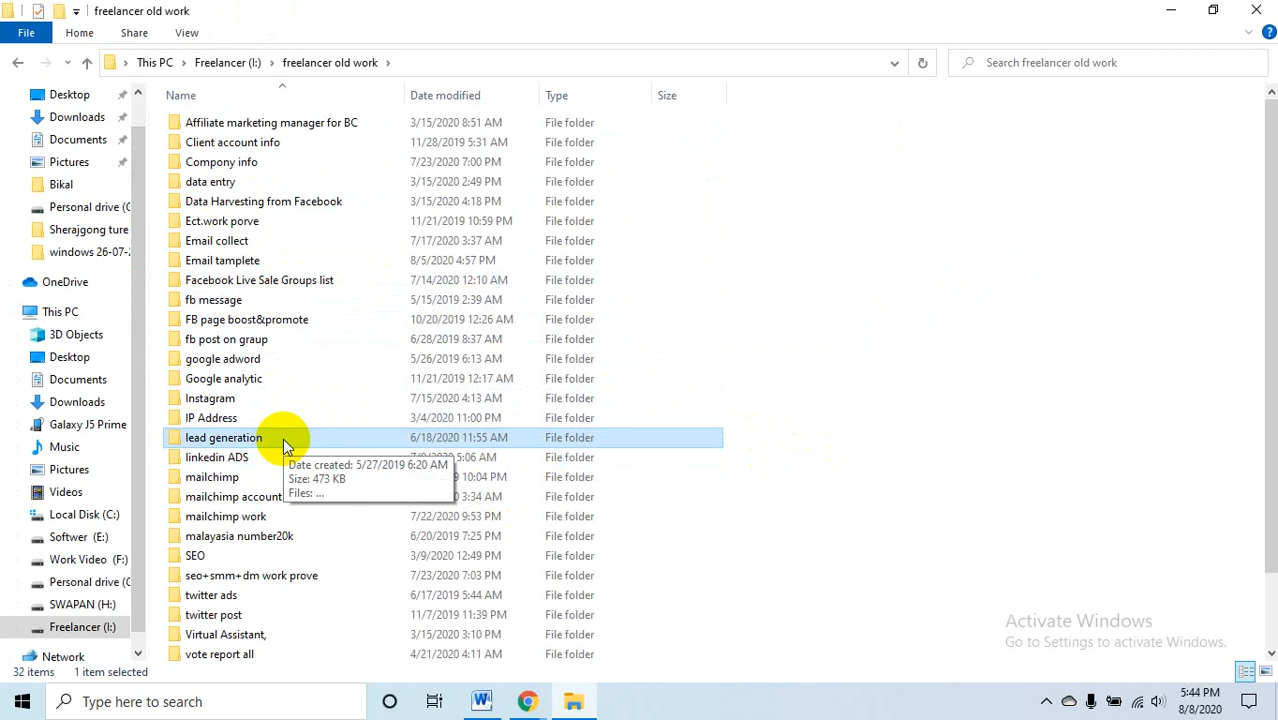 freelancer old work
File Home Share View
This PC Freelancer (I:) freelancer old work
Search freelancer old work
Name Date modified Type Size
Desktop
Downloads
Documents
Pictures
Bikal
Personal drive (G
Sherajgong ture
windows 26-07-2
OneDrive
This PC
3D Objects
Desktop
Documents
Downloads
Galaxy J5 Prime
Music
Pictures
Videos
Local Disk (C:)
Softwer (E:)
Work Video (F:)
Personal drive (G
SWAPAN (H:)
Freelancer (I:)
Network
Affiliate marketing manager for BC 3/15/2020 8:51 AM File folder
Client account info 11/28/2019 5:31 AM File folder
Compony info 7/23/2020 7:00 PM File folder
data entry 3/15/2020 2:49 PM File folder
Data Harvesting from Facebook 3/15/2020 4:18 PM File folder
Ect.work porve 11/21/2019 10:59 PM File folder
Email collect 7/17/2020 3:37 AM File folder
Email tamplete 8/5/2020 4:57 PM File folder
Facebook Live Sale Groups list 7/14/2020 12:10 AM File folder
fb message 5/15/2019 2:39 AM File folder
FB page boost&promote 10/20/2019 12:26 AM File folder
fb post on graup 6/28/2019 8:37 AM File folder
google adword 5/26/2019 6:13 AM File folder
Google analytic 11/21/2019 12:17 AM File folder
Instagram 7/15/2020 4:13 AM File folder
IP Address 3/4/2020 11:00 PM File folder
lead generation 6/18/2020 11:55 AM File folder
linkedin ADS 5:06 AM File folder
mailchimp 10:04 PM File folder
mailchimp account 3:34 AM File folder
mailchimp work 7/22/2020 9:53 PM File folder
malayasia number20k 6/20/2019 7:25 PM File folder
SEO 3/9/2020 12:49 PM File folder
seo+smm+dm work prove 7/23/2020 7:03 PM File folder
twitter ads 6/17/2020 5:44 AM File folder
twitter post 11/7/2019 11:39 PM File folder
Virtual Assistant, 3/15/2020 3:10 PM File folder
vote report all 4/21/2020 4:11 AM File folder
Date created: 5/27/2019 6:20 AM
Size: 473 KB
Files: ...
Activate Windows
Go to Settings to activate Windows.
32 items 1 item selected
Type here to search
5:44 PM
8/8/2020